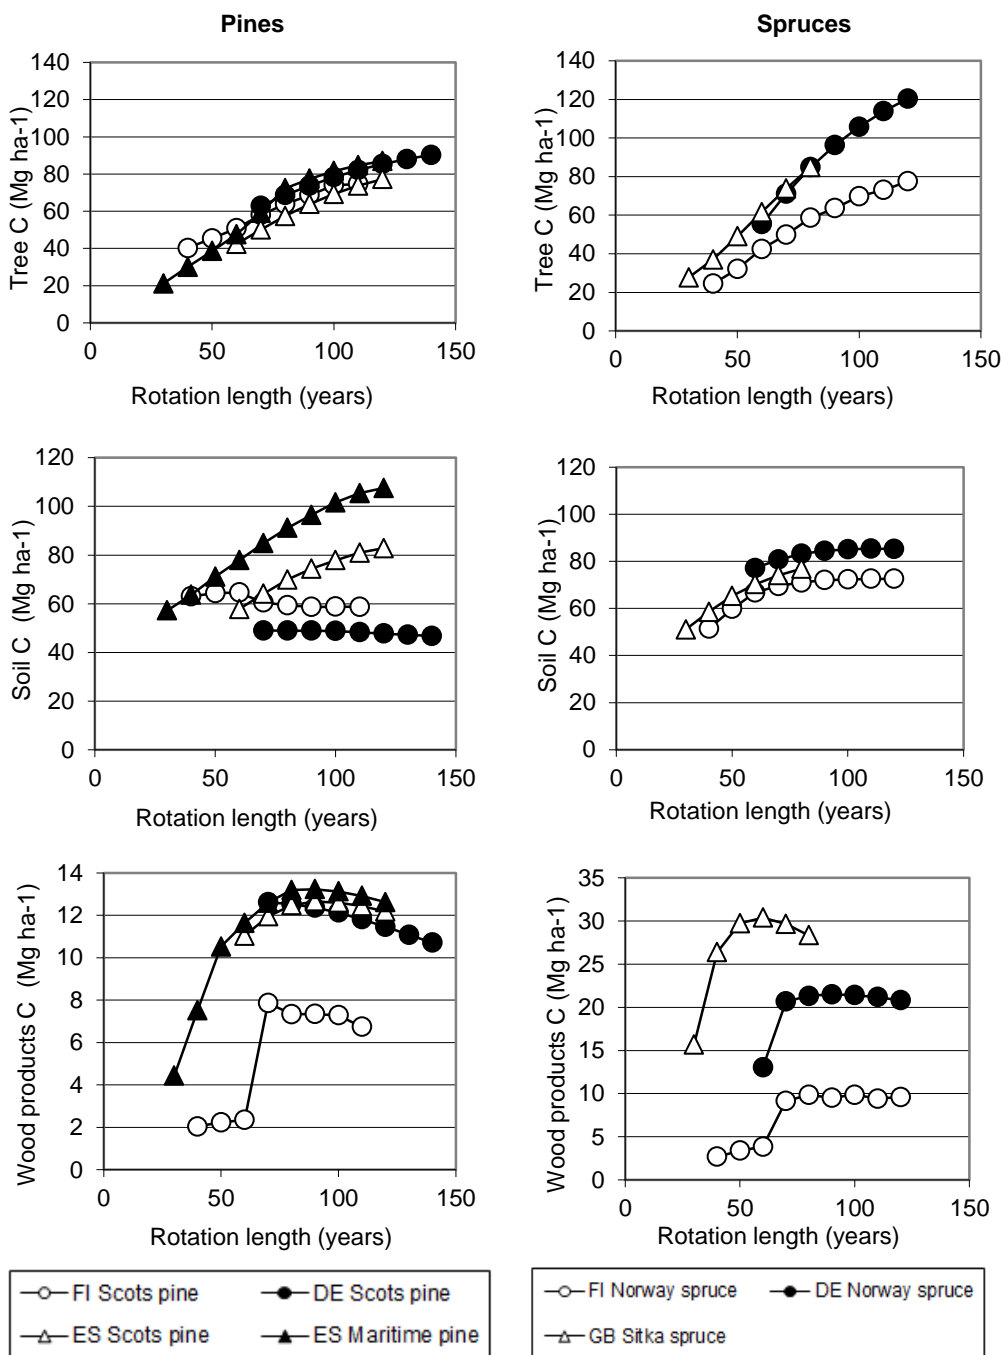 Pines
Spruces
Tree C (Mg ha-1)
140
120
100
80
60
40
20
0
0 50 100 150
Rotation length (years)
Tree C (Mg ha-1)
140
120
100
80
60
40
20
0
0 50 100 150
Rotation length (years)
Soil C (Mg ha-1)
120
100
80
60
40
20
0
0 50 100 150
Rotation length (years)
Soil C (Mg ha-1)
120
100
80
60
40
20
0
0 50 100 150
Rotation length (years)
Wood products C (Mg ha-1)
14
12
10
8
6
4
2
0
0 50 100 150
Rotation length (years)
Wood products C (Mg ha-1)
35
30
25
20
15
10
5
0
0 50 100 150
Rotation length (years)
FI Scots pine DE Scots pine
ES Scots pine ES Maritime pine
FI Norway spruce DE Norway spruce
GB Sitka spruce